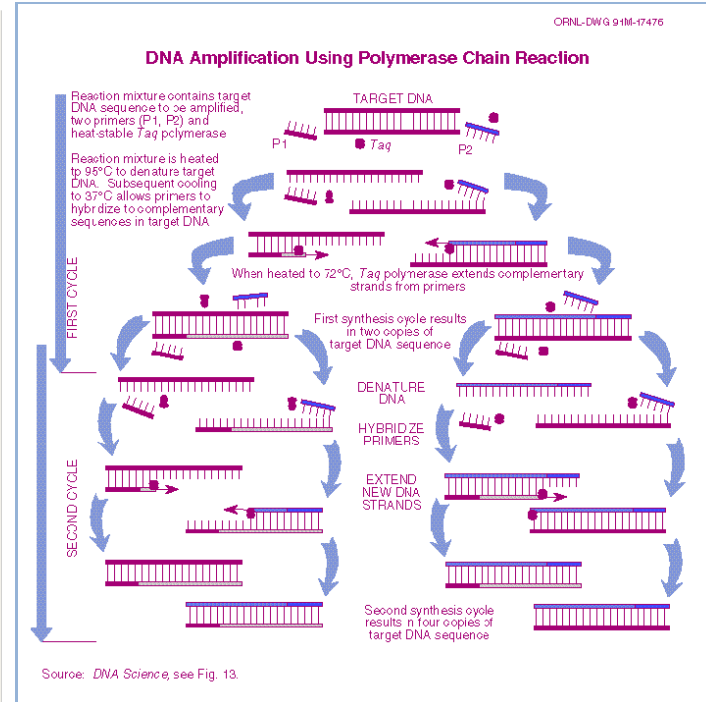 ORNL-DWG 91M-17476
DNA Amplification Using Polymerase Chain Reaction
Reaction mixture contains target
DNA sequence to be amplified,
two primers (P1, P2) and
heat-stable Taq polymerase
TARGET DNA
P1
Taq
P2
Reaction mixture is heated
to 95°C to denature target
DNA. Subsequent cooling
to 37°C allows primers to
hybridize to complementary
sequences in target DNA
When heated to 72°C, Taq polymerase extends complementary
strands from primers
FIRST CYCLE
First synthesis cycle results
in two copies of
target DNA sequence
DENATURE
DNA
HYBRIDIZE
PRIMERS
EXTEND
NEW DNA
STRANDS
SECOND CYCLE
Second synthesis cycle
results in four copies of
target DNA sequence
Source: DNA Science, see Fig. 13.